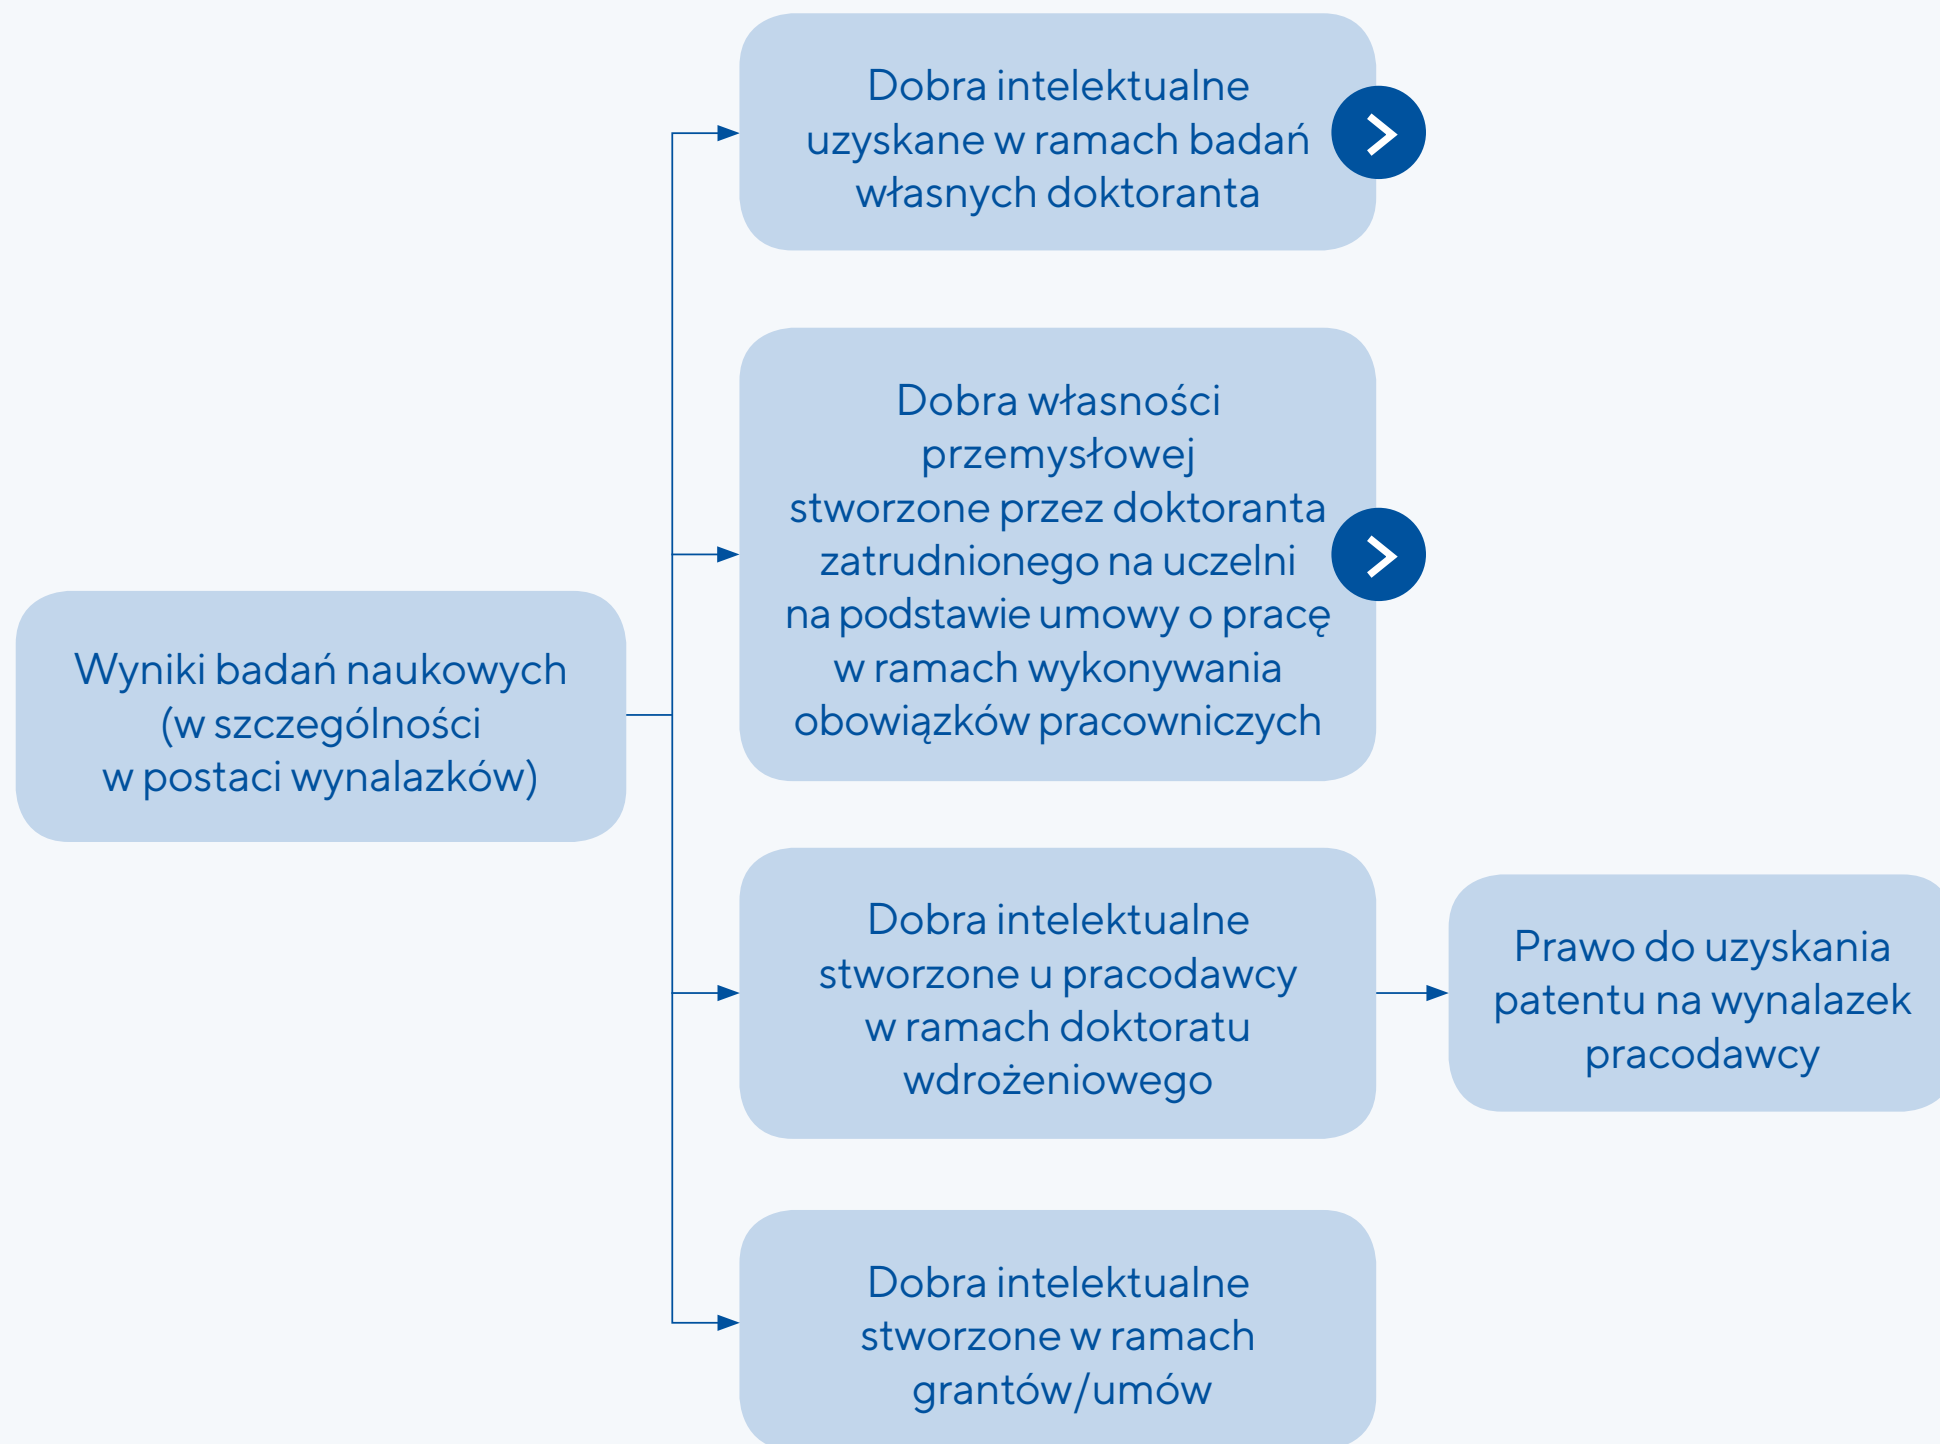 Dobra intelektualne
uzyskane w ramach badań
własnych doktoranta
Dobra własności
przemysłowej
stworzone przez doktoranta
zatrudnionego na uczelni
na podstawie umowy o pracę
w ramach wykonywania
obowiązków pracowniczych
Wyniki badań naukowych
(w szczególności
w postaci wynalazków)
Dobra intelektualne
stworzone u pracodawcy
w ramach doktoratu
wdrożeniowego
Prawo do uzyskania
patentu na wynalazek
pracodawcy
Dobra intelektualne
stworzone w ramach
grantów/umów